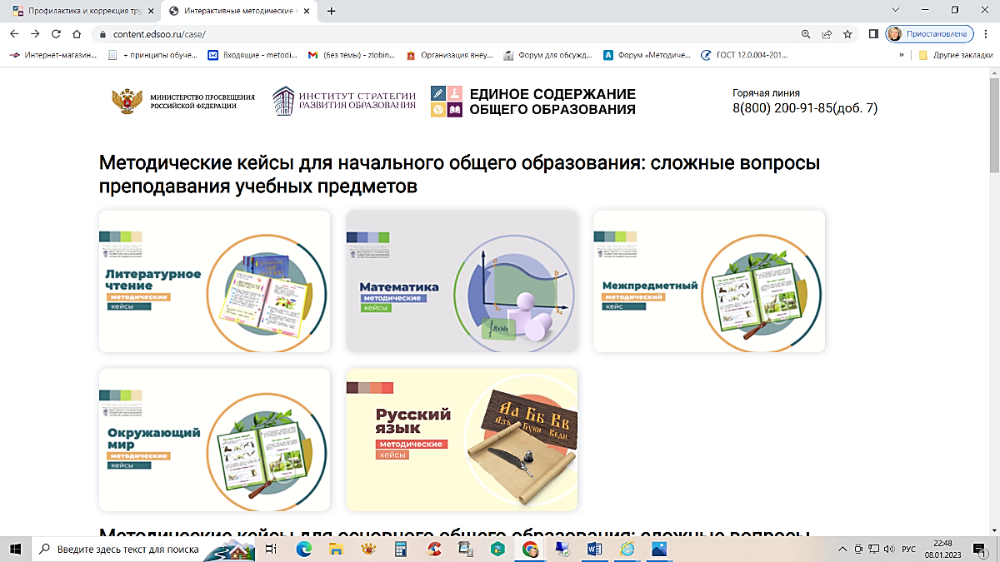 Профилактика и коррекция тру
Интерактивные методические
content.edsoo.ru/case/
Приостановлена
Интернет-магазин...
+ принципы обуче...
Входящие - metodi...
(без темы) - zlobin...
Организация внеу...
Форум для обсужд...
Форум «Методиче...
ГОСТ 12.0.004-201...
»
Другие закладки
МИНИСТЕРСТВО ПРОСВЕЩЕНИЯ
РОССИЙСКОЙ ФЕДЕРАЦИИ
ИНСТИТУТ СТРАТЕГИИ
РАЗВИТИЯ ОБРАЗОВАНИЯ
ЕДИНОЕ СОДЕРЖАНИЕ
ОБЩЕГО ОБРАЗОВАНИЯ
Горячая линия
8(800) 200-91-85(доб. 7)
Методические кейсы для начального общего образования: сложные вопросы
преподавания учебных предметов
Литературное
чтение
методические
кейсы
Математика
методические
кейсы
Межпредметный
методический
кейс
Окружающий
мир
методические
кейсы
Русский
язык
методические
кейсы
Аа Бб Вв
Азъ Буки Веди
Методические кейсы для основного общего образования: сложные вопросы
Введите здесь текст для поиска
РУС
22:48
08.01.2023
1